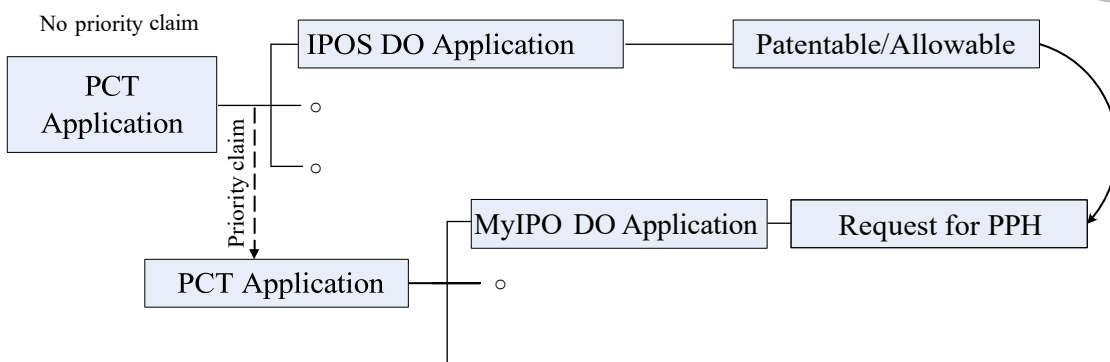 No priority claim
IPOS DO Application
Patentable/Allowable
PCT
Application
Priority claim
MyIPO DO Application
Request for PPH
PCT Application